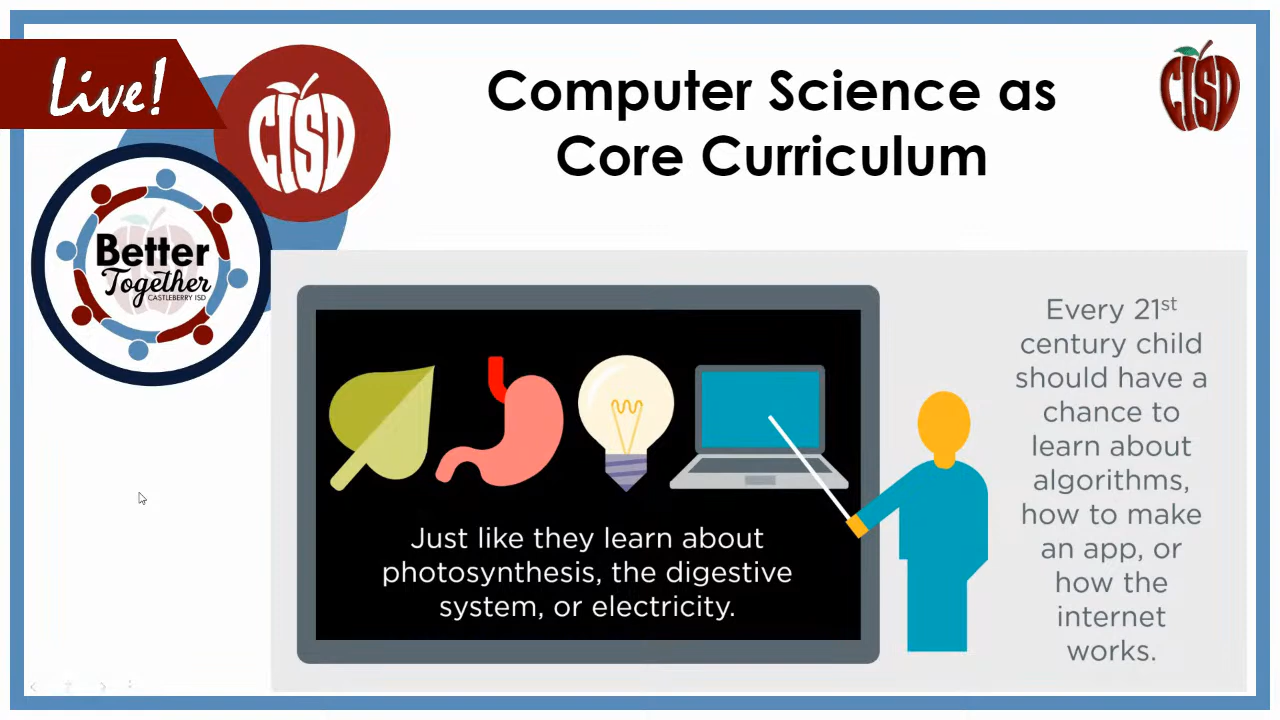 Live!
CISD
Computer Science as
Core Curriculum
CISD
Better
Together
CASTLEBERRY ISD
Just like they learn about
photosynthesis, the digestive
system, or electricity.
Every 21st
century child
should have a
chance to
learn about
algorithms,
how to make
an app, or
how the
internet
works.